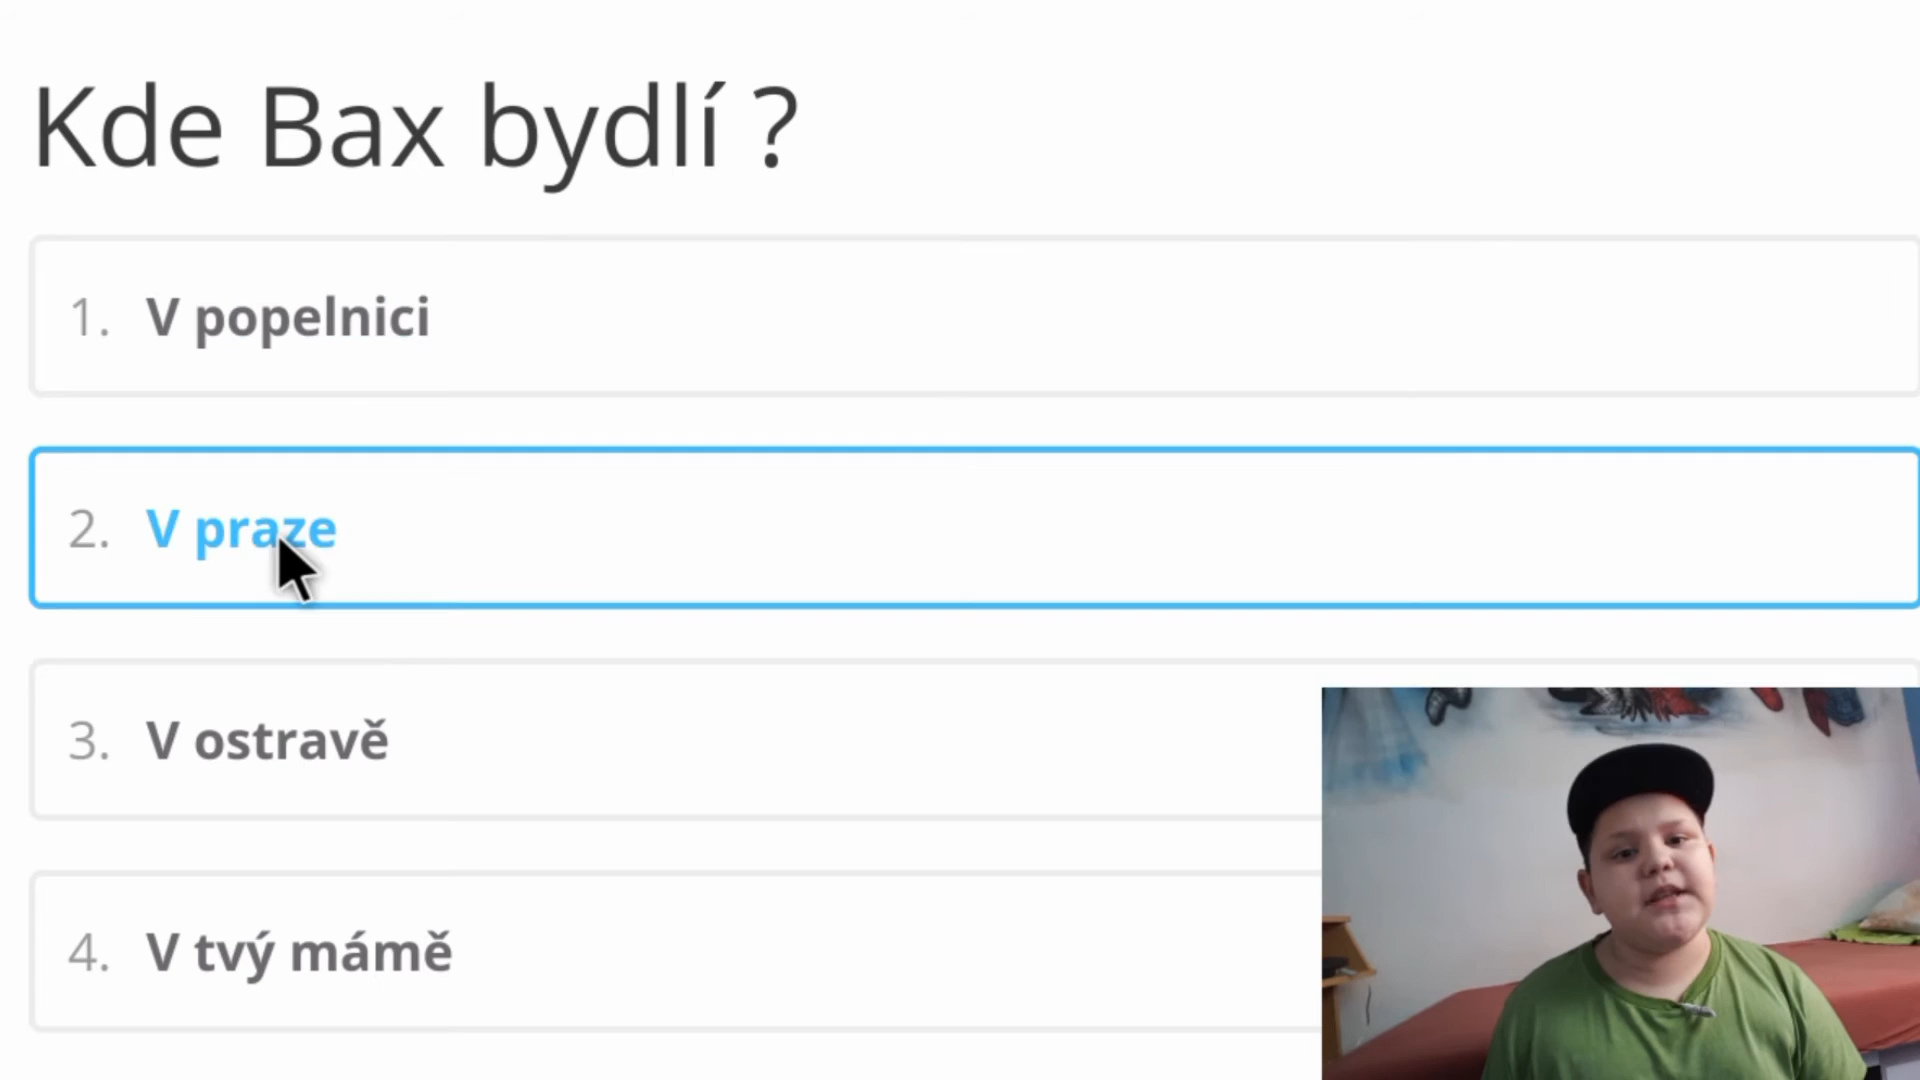 Kde Bax bydlí ?
1. V popelnici
2. V praze
3. V ostravě
4. V tvý mámě